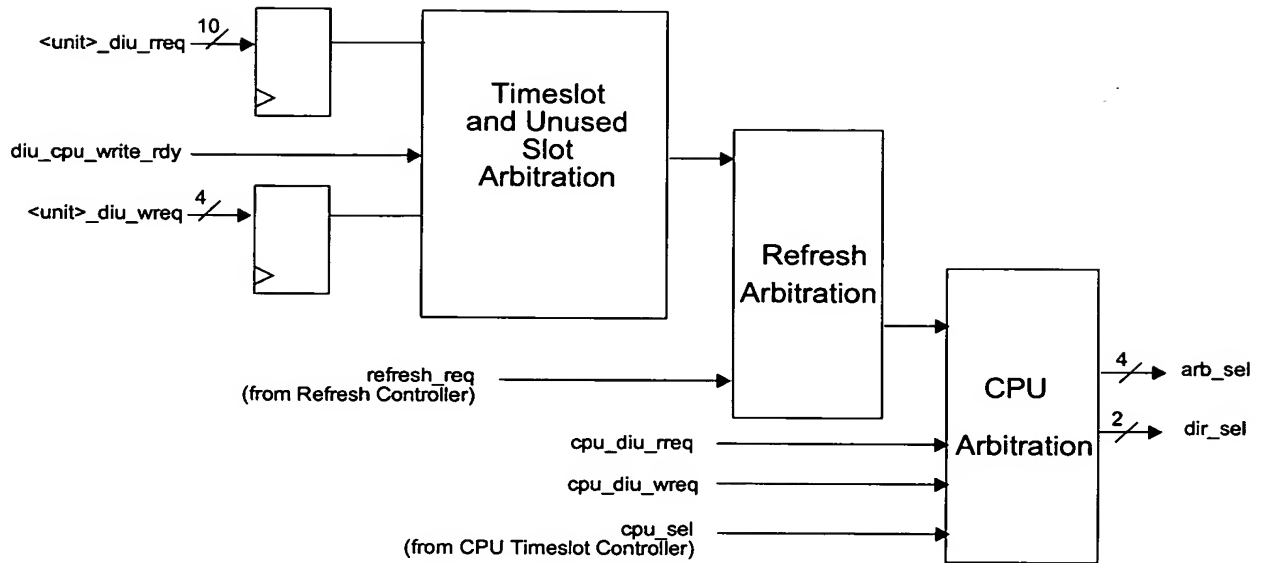 10
<unit>_diu_rreq
Timeslot
and Unused
Slot
Arbitration
diu_cpu_write_rdy
4
<unit>_diu_wreq
Refresh
Arbitration
refresh_req
(from Refresh Controller)
CPU
Arbitration
4
arb_sel
2
dir_sel
cpu_diu_rreq
cpu_diu_wreq
cpu_sel
(from CPU Timeslot Controller)